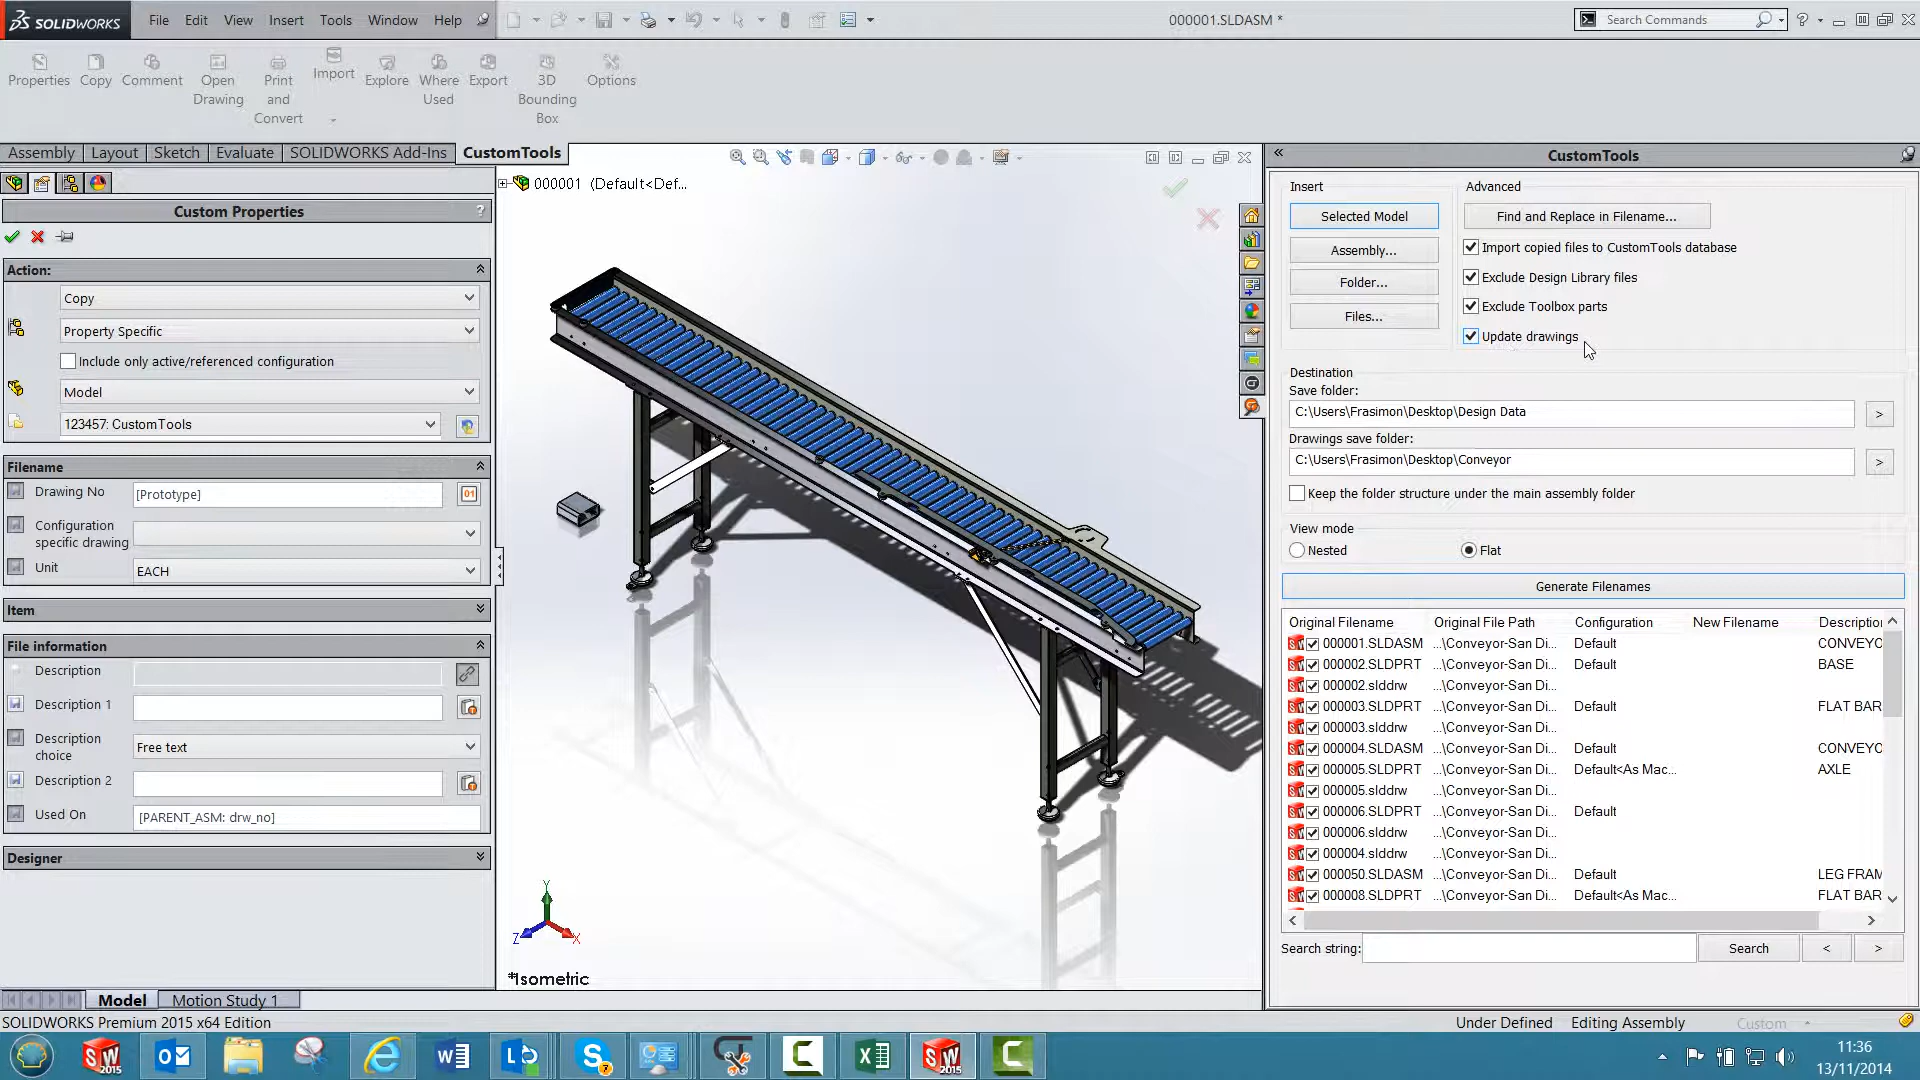 SOLIDWORKS File Edit View Insert Tools Window Help 000001.SLDASM * Search Commands ?
Properties Copy Comment Open Drawing Print and Convert Import Explore Where Used Export 3D Bounding Box Options
Assembly Layout Sketch Evaluate SOLIDWORKS Add-Ins CustomTools
Custom Properties ?
Action:
Copy
Property Specific
Include only active/referenced configuration
Model
123457: CustomTools
Filename
Drawing No [Prototype] 01
Configuration specific drawing
Unit EACH
Item
File information
Description
Description 1
Description choice Free text
Description 2
Used On [PARENT_ASM: drw_no]
Designer
000001 (Default<Def...
Y
Z X
*Isometric
« CustomTools
Insert Advanced
Selected Model Find and Replace in Filename...
Assembly... Import copied files to CustomTools database
Folder... Exclude Design Library files
Files... Exclude Toolbox parts
Update drawings
Destination
Save folder:
C:\Users\Frasimon\Desktop\Design Data >
Drawings save folder:
C:\Users\Frasimon\Desktop\Conveyor >
Keep the folder structure under the main assembly folder
View mode
Nested Flat
Generate Filenames
Original Filename Original File Path Configuration New Filename Descriptio
000001.SLDASM ...\Conveyor-San Di... Default CONVEYO
000002.SLDPRT ...\Conveyor-San Di... Default BASE
000002.slddrw ...\Conveyor-San Di...
000003.SLDPRT ...\Conveyor-San Di... Default FLAT BAR
000003.slddrw ...\Conveyor-San Di...
000004.SLDASM ...\Conveyor-San Di... Default CONVEYO
000005.SLDPRT ...\Conveyor-San Di... Default<As Mac... AXLE
000005.slddrw ...\Conveyor-San Di...
000006.SLDPRT ...\Conveyor-San Di... Default
000006.slddrw ...\Conveyor-San Di...
000004.slddrw ...\Conveyor-San Di...
000050.SLDASM ...\Conveyor-San Di... Default LEG FRAM
000008.SLDPRT ...\Conveyor-San Di... Default<As Mac... FLAT BAR
Search string: Search < >
Model Motion Study 1
SOLIDWORKS Premium 2015 x64 Edition Under Defined Editing Assembly Custom
SW 2015 SW 2015
11:36
13/11/2014